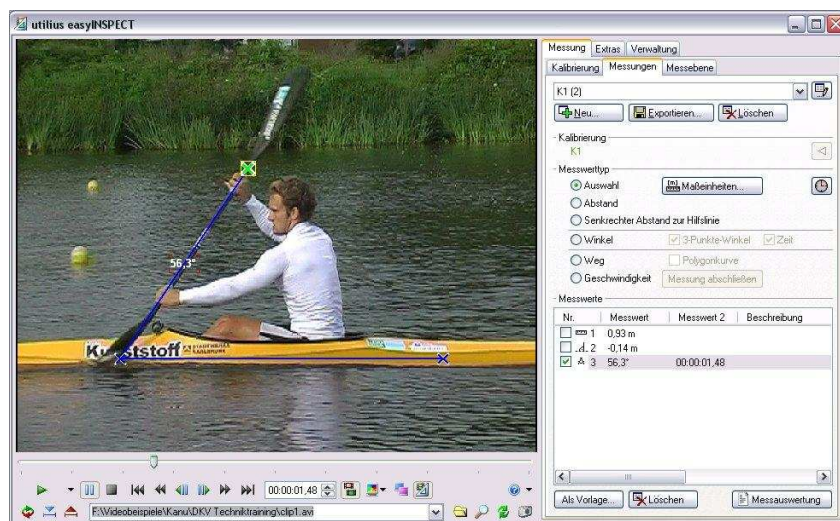 utilius easyINSPECT
56,3°
Kunststoff STADTWERKE KARLSRUHE
00:00:01,48
F:\Videobeispiele\Kanu\DKV Techniktraining\clip1.avi
Messung Extras Verwaltung
Kalibrierung Messungen Messebene
K1 (2)
Neu... Exportieren... Löschen
Kalibrierung
K1
Messwerttyp
Auswahl Maßeinheiten...
Abstand
Senkrechter Abstand zur Hilfslinie
Winkel 3-Punkte-Winkel Zeit
Weg Polygonkurve
Geschwindigkeit Messung abschließen
Messwerte
Nr. Messwert Messwert 2 Beschreibung
1 0,93 m
2 -0,14 m
3 56,3° 00:00:01,48
Als Vorlage... Löschen Messauswertung